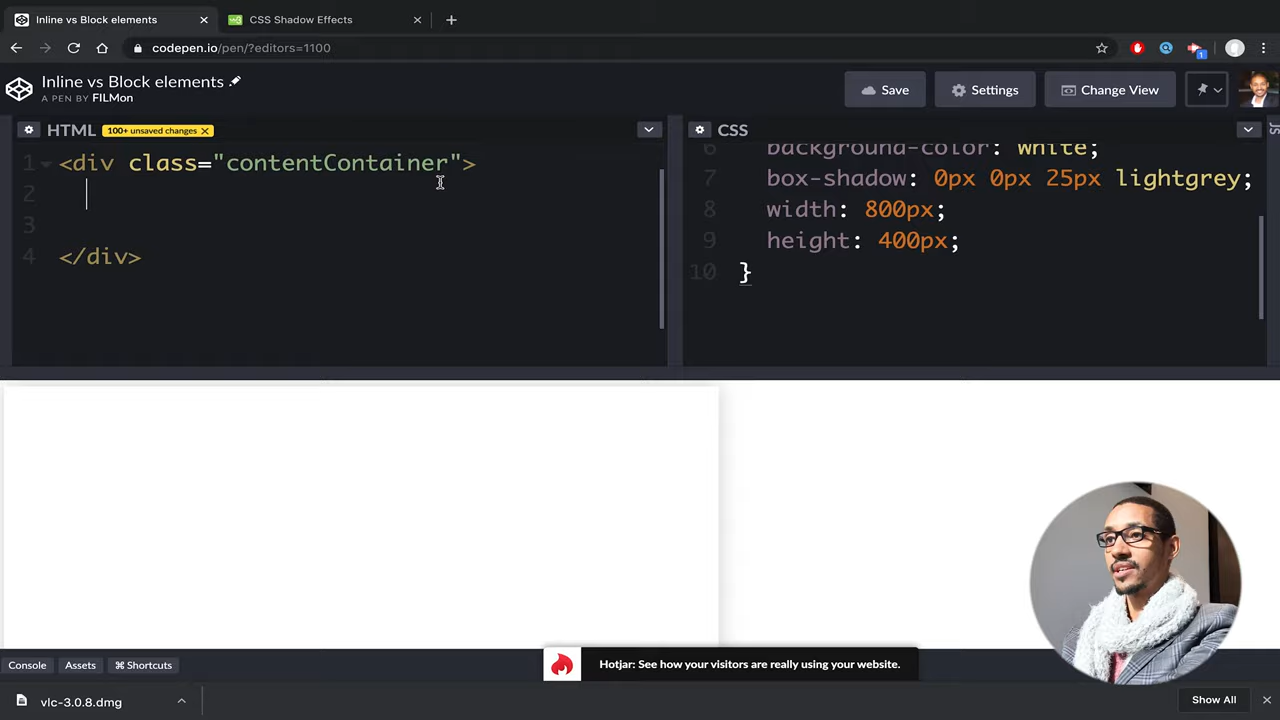 Inline vs Block elements
CSS Shadow Effects
codepen.io/pen/?editors=1100
1
Inline vs Block elements
A PEN BY FILMon
Save
Settings
Change View
HTML
100+ unsaved changes
CSS
JS
1 <div class="contentContainer">
2
3
4 </div>
6 background-color: white;
7 box-shadow: 0px 0px 25px lightgrey;
8 width: 800px;
9 height: 400px;
10 }
Console
Assets
⌘ Shortcuts
Hotjar: See how your visitors are really using your website.
vlc-3.0.8.dmg
Show All